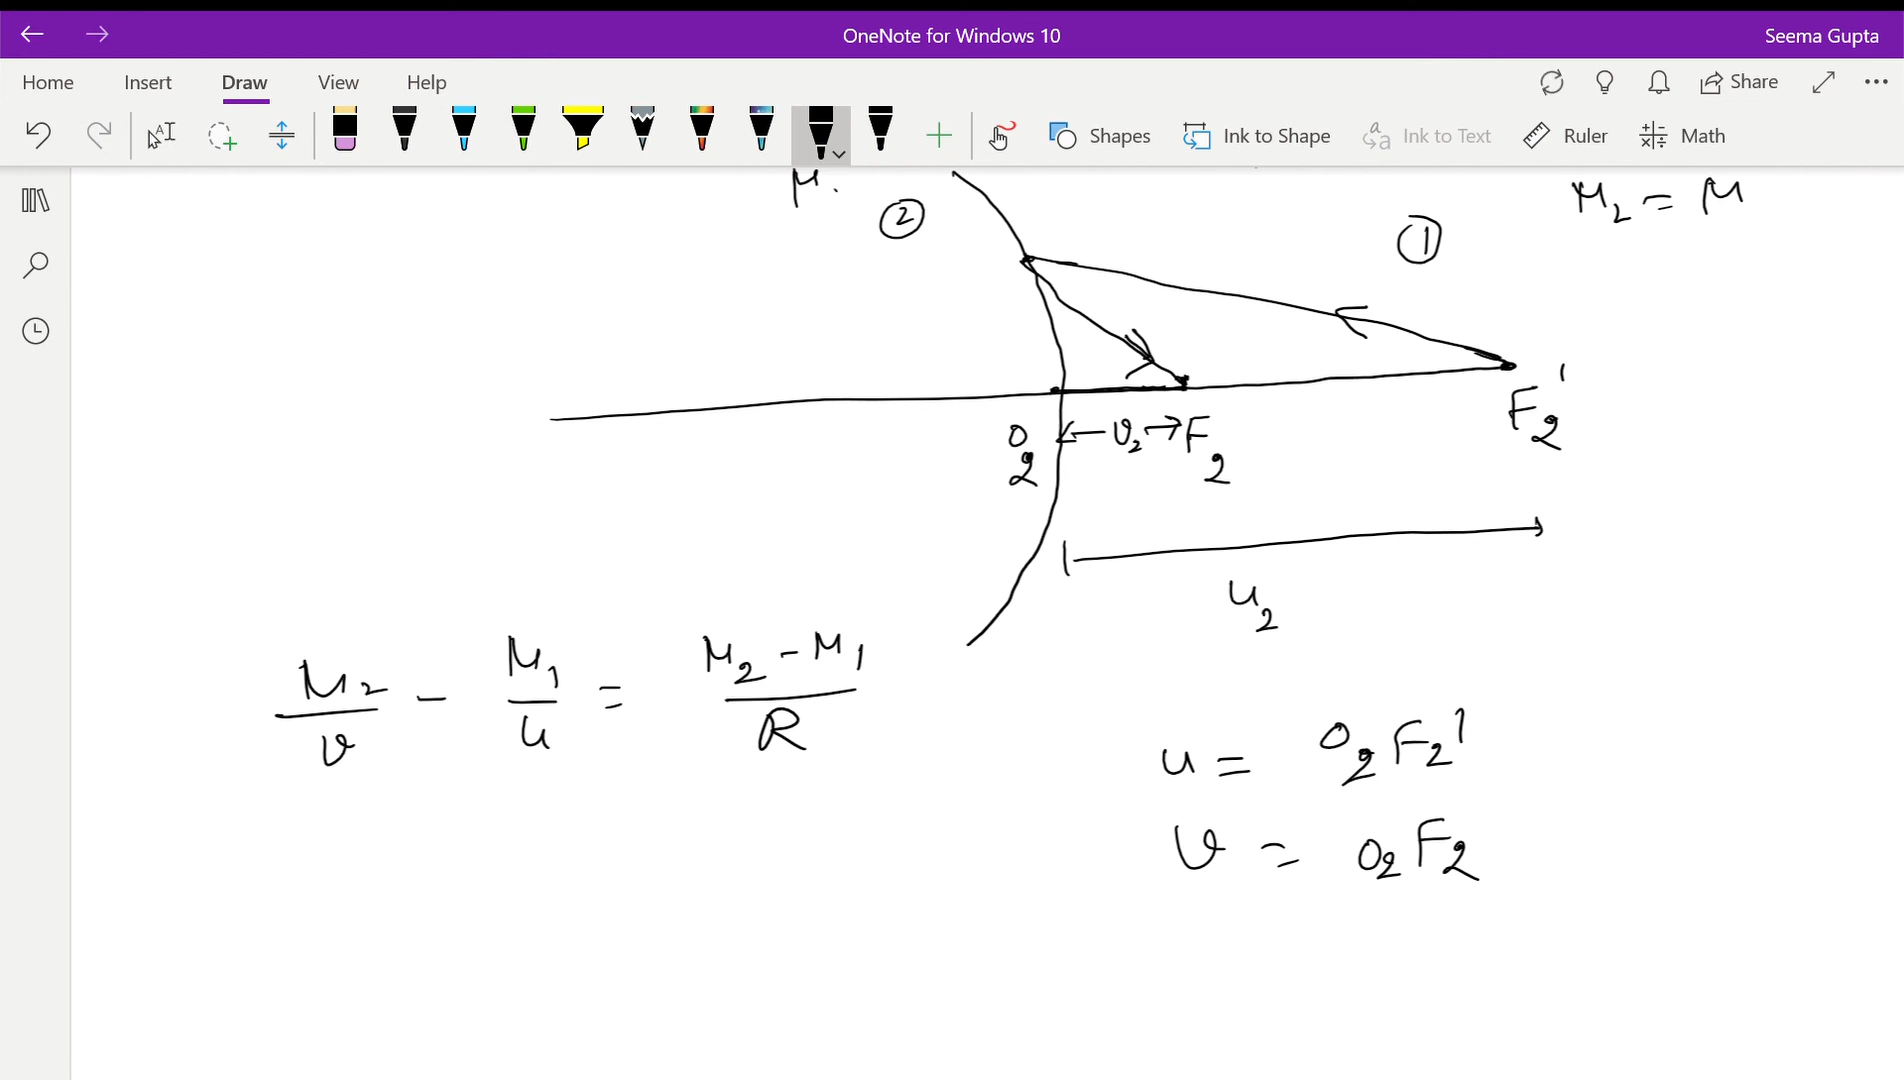 OneNote for Windows 10
Seema Gupta
Home Insert Draw View Help
Share
Shapes Ink to Shape Ink to Text Ruler Math
μ.
②
①
μ₂ = μ
F₂'
O₂ ← v₂ → F₂
u₂
μ₂/v - μ₁/u = (μ₂ - μ₁)/R
u = O₂F₂'
v = O₂F₂